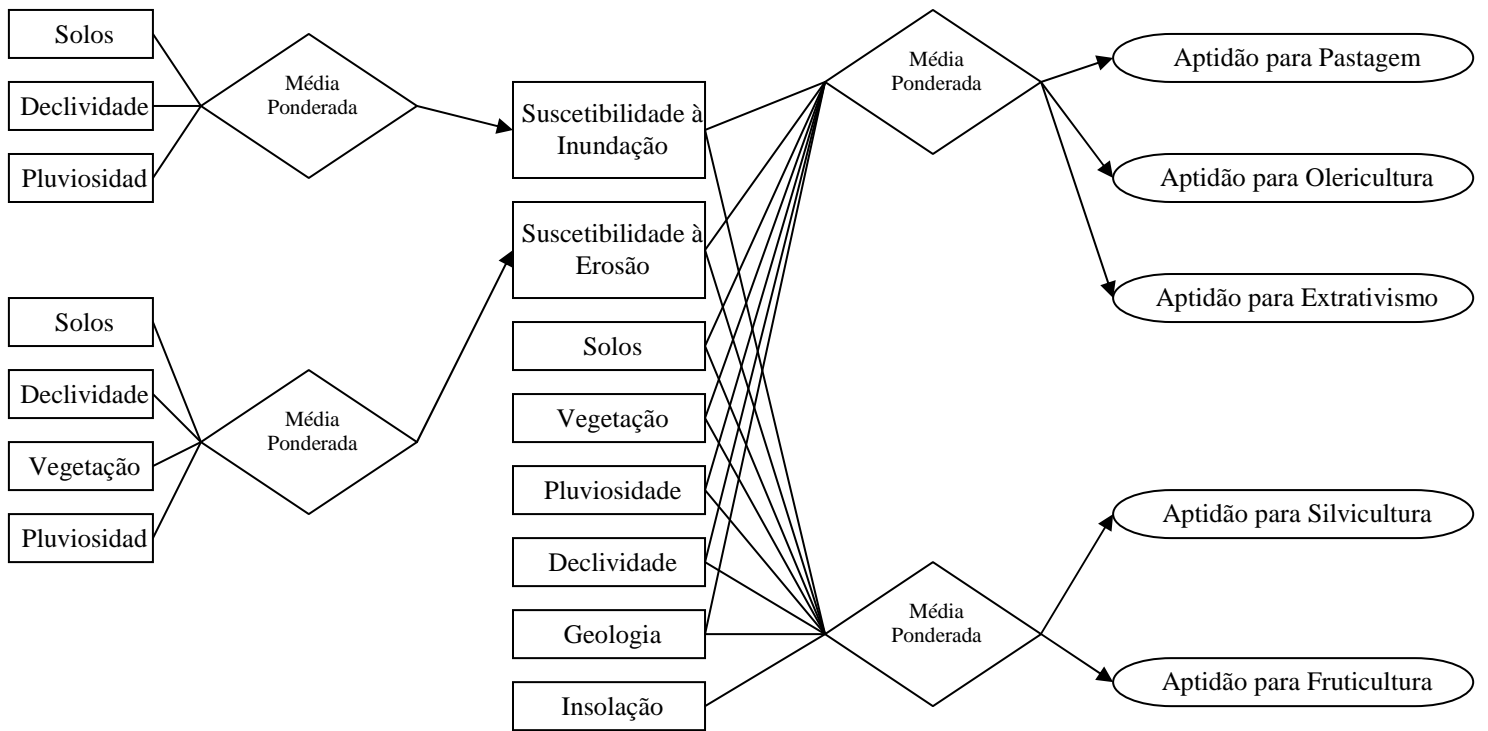 Solos
Declividade
Pluviosidad
Média
Ponderada
Solos
Declividade
Vegetação
Pluviosidad
Média
Ponderada
Suscetibilidade à
Inundação
Suscetibilidade à
Erosão
Solos
Vegetação
Pluviosidade
Declividade
Geologia
Insolação
Média
Ponderada
Média
Ponderada
Aptidão para Pastagem
Aptidão para Olericultura
Aptidão para Extrativismo
Aptidão para Silvicultura
Aptidão para Fruticultura